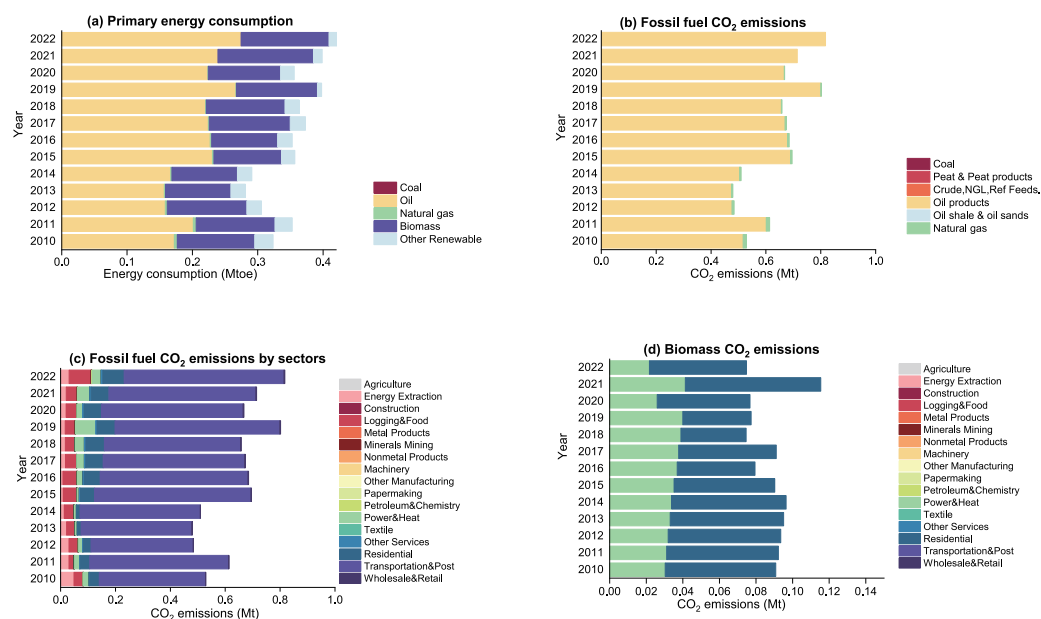 (a) Primary energy consumption
2022
2021
2020
2019
2018
2017
2016
2015
2014
2013
2012
2011
2010
Year
0.0 0.1 0.2 0.3 0.4
Energy consumption (Mtoe)
Coal
Oil
Natural gas
Biomass
Other Renewable
(b) Fossil fuel CO₂ emissions
2022
2021
2020
2019
2018
2017
2016
2015
2014
2013
2012
2011
2010
Year
0.0 0.2 0.4 0.6 0.8 1.0
CO₂ emissions (Mt)
Coal
Peat & Peat products
Crude,NGL,Ref Feeds.
Oil products
Oil shale & oil sands
Natural gas
(c) Fossil fuel CO₂ emissions by sectors
2022
2021
2020
2019
2018
2017
2016
2015
2014
2013
2012
2011
2010
Year
0.0 0.2 0.4 0.6 0.8 1.0
CO₂ emissions (Mt)
Agriculture
Energy Extraction
Construction
Logging&Food
Metal Products
Minerals Mining
Nonmetal Products
Machinery
Other Manufacturing
Papermaking
Petroleum&Chemistry
Power&Heat
Textile
Other Services
Residential
Transportation&Post
Wholesale&Retail
(d) Biomass CO₂ emissions
2022
2021
2020
2019
2018
2017
2016
2015
2014
2013
2012
2011
2010
Year
0.00 0.02 0.04 0.06 0.08 0.10 0.12 0.14
CO₂ emissions (Mt)
Agriculture
Energy Extraction
Construction
Logging&Food
Metal Products
Minerals Mining
Nonmetal Products
Machinery
Other Manufacturing
Papermaking
Petroleum&Chemistry
Power&Heat
Textile
Other Services
Residential
Transportation&Post
Wholesale&Retail